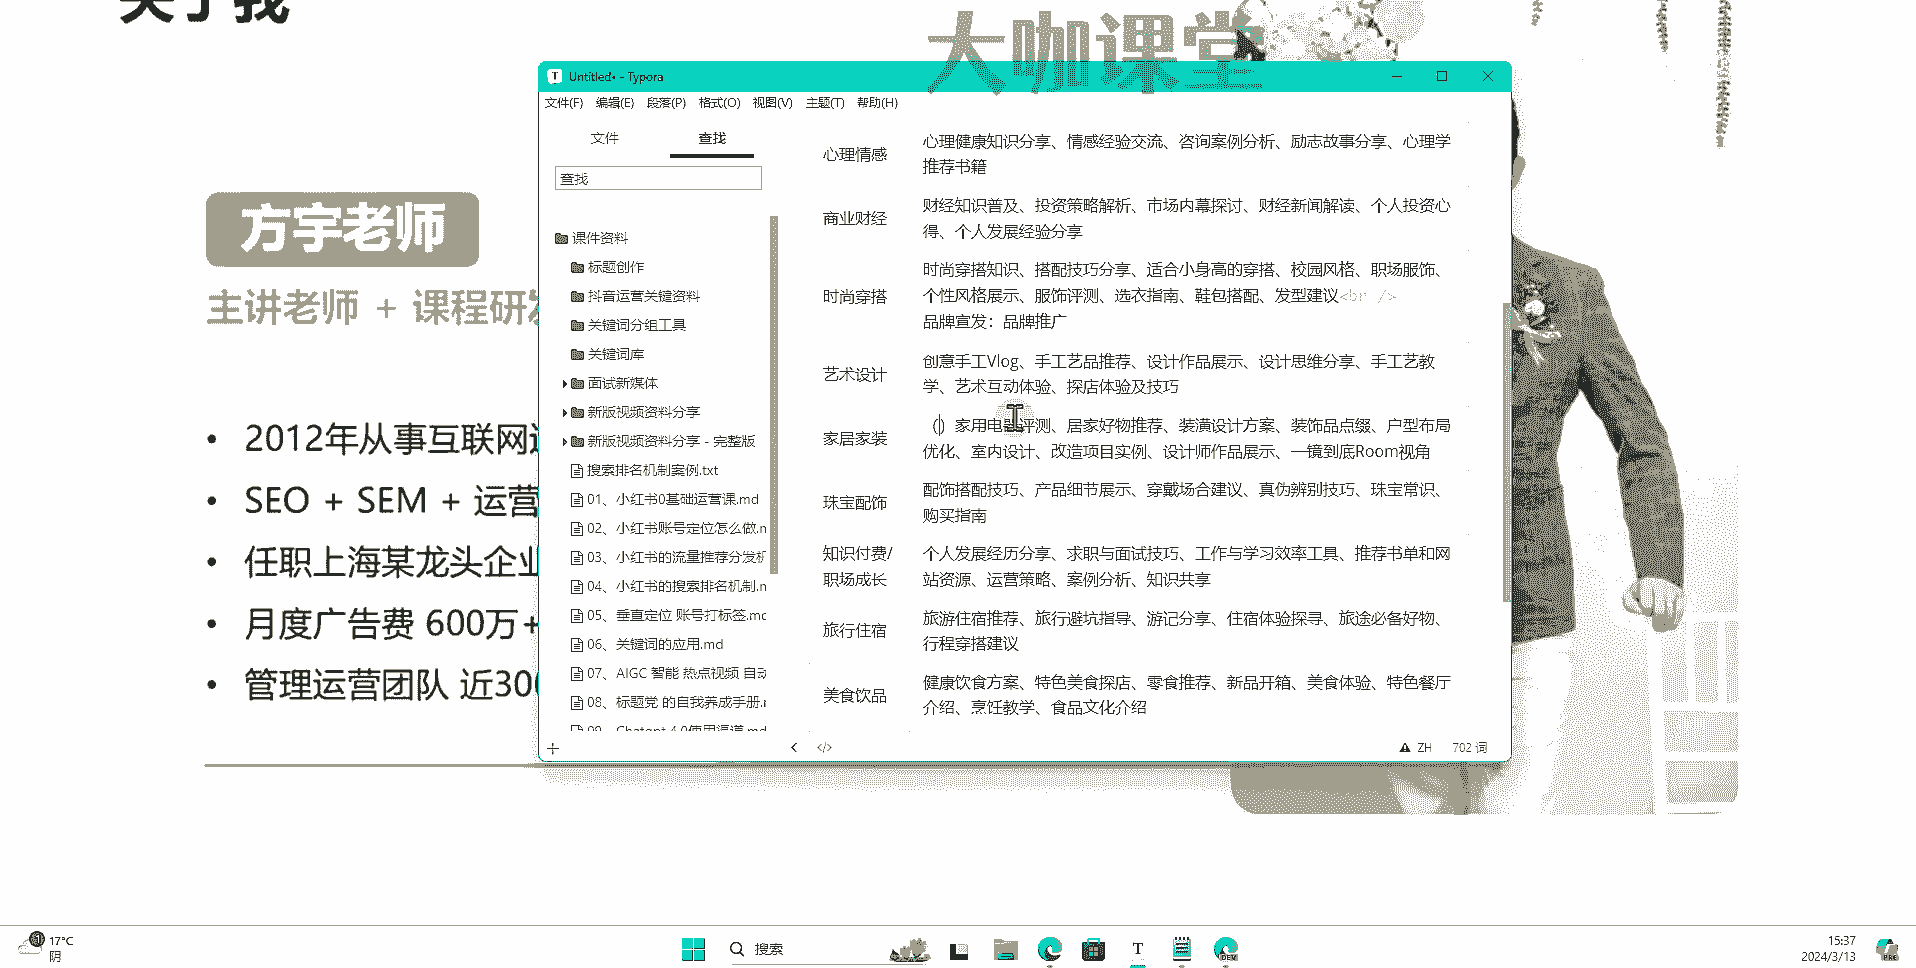 关于我
大咖课堂
方宇老师
主讲老师 + 课程研发
2012年从事互联网
SEO + SEM + 运营
任职上海某龙头企业
月度广告费 600万+
管理运营团队 近300
Untitled• - Typora
文件(F) 编辑(E) 段落(P) 格式(O) 视图(V) 主题(T) 帮助(H)
文件 查找
查找
课件资料
标题创作
抖音运营关键资料
关键词分组工具
关键词库
面试新媒体
新版视频资料分享
新版视频资料分享 - 完整版
搜索排名机制案例.txt
01、小红书0基础运营课.md
02、小红书账号定位怎么做.m
03、小红书的流量推荐分发机
04、小红书的搜索排名机制.m
05、垂直定位 账号打标签.mc
06、关键词的应用.md
07、AIGC 智能 热点视频 自动
08、标题党 的自我养成手册.r
09、Chatgpt 4.0使用渠道.md
心理情感
心理健康知识分享、情感经验交流、咨询案例分析、励志故事分享、心理学
推荐书籍
商业财经
财经知识普及、投资策略解析、市场内幕探讨、财经新闻解读、个人投资心
得、个人发展经验分享
时尚穿搭
时尚穿搭知识、搭配技巧分享、适合小身高的穿搭、校园风格、职场服饰、
个性风格展示、服饰评测、选衣指南、鞋包搭配、发型建议<br />
品牌宣发：品牌推广
艺术设计
创意手工Vlog、手工艺品推荐、设计作品展示、设计思维分享、手工艺教
学、艺术互动体验、探店体验及技巧
家居家装
() 家用电器评测、居家好物推荐、装潢设计方案、装饰品点缀、户型布局
优化、室内设计、改造项目实例、设计师作品展示、一镜到底Room视角
珠宝配饰
配饰搭配技巧、产品细节展示、穿戴场合建议、真伪辨别技巧、珠宝常识、
购买指南
知识付费/
职场成长
个人发展经历分享、求职与面试技巧、工作与学习效率工具、推荐书单和网
站资源、运营策略、案例分析、知识共享
旅行住宿
旅游住宿推荐、旅行避坑指导、游记分享、住宿体验探寻、旅途必备好物、
行程穿搭建议
美食饮品
健康饮食方案、特色美食探店、零食推荐、新品开箱、美食体验、特色餐厅
介绍、烹饪教学、食品文化介绍
ZH 702 词
17°C
阴
搜索
15:37
2024/3/13